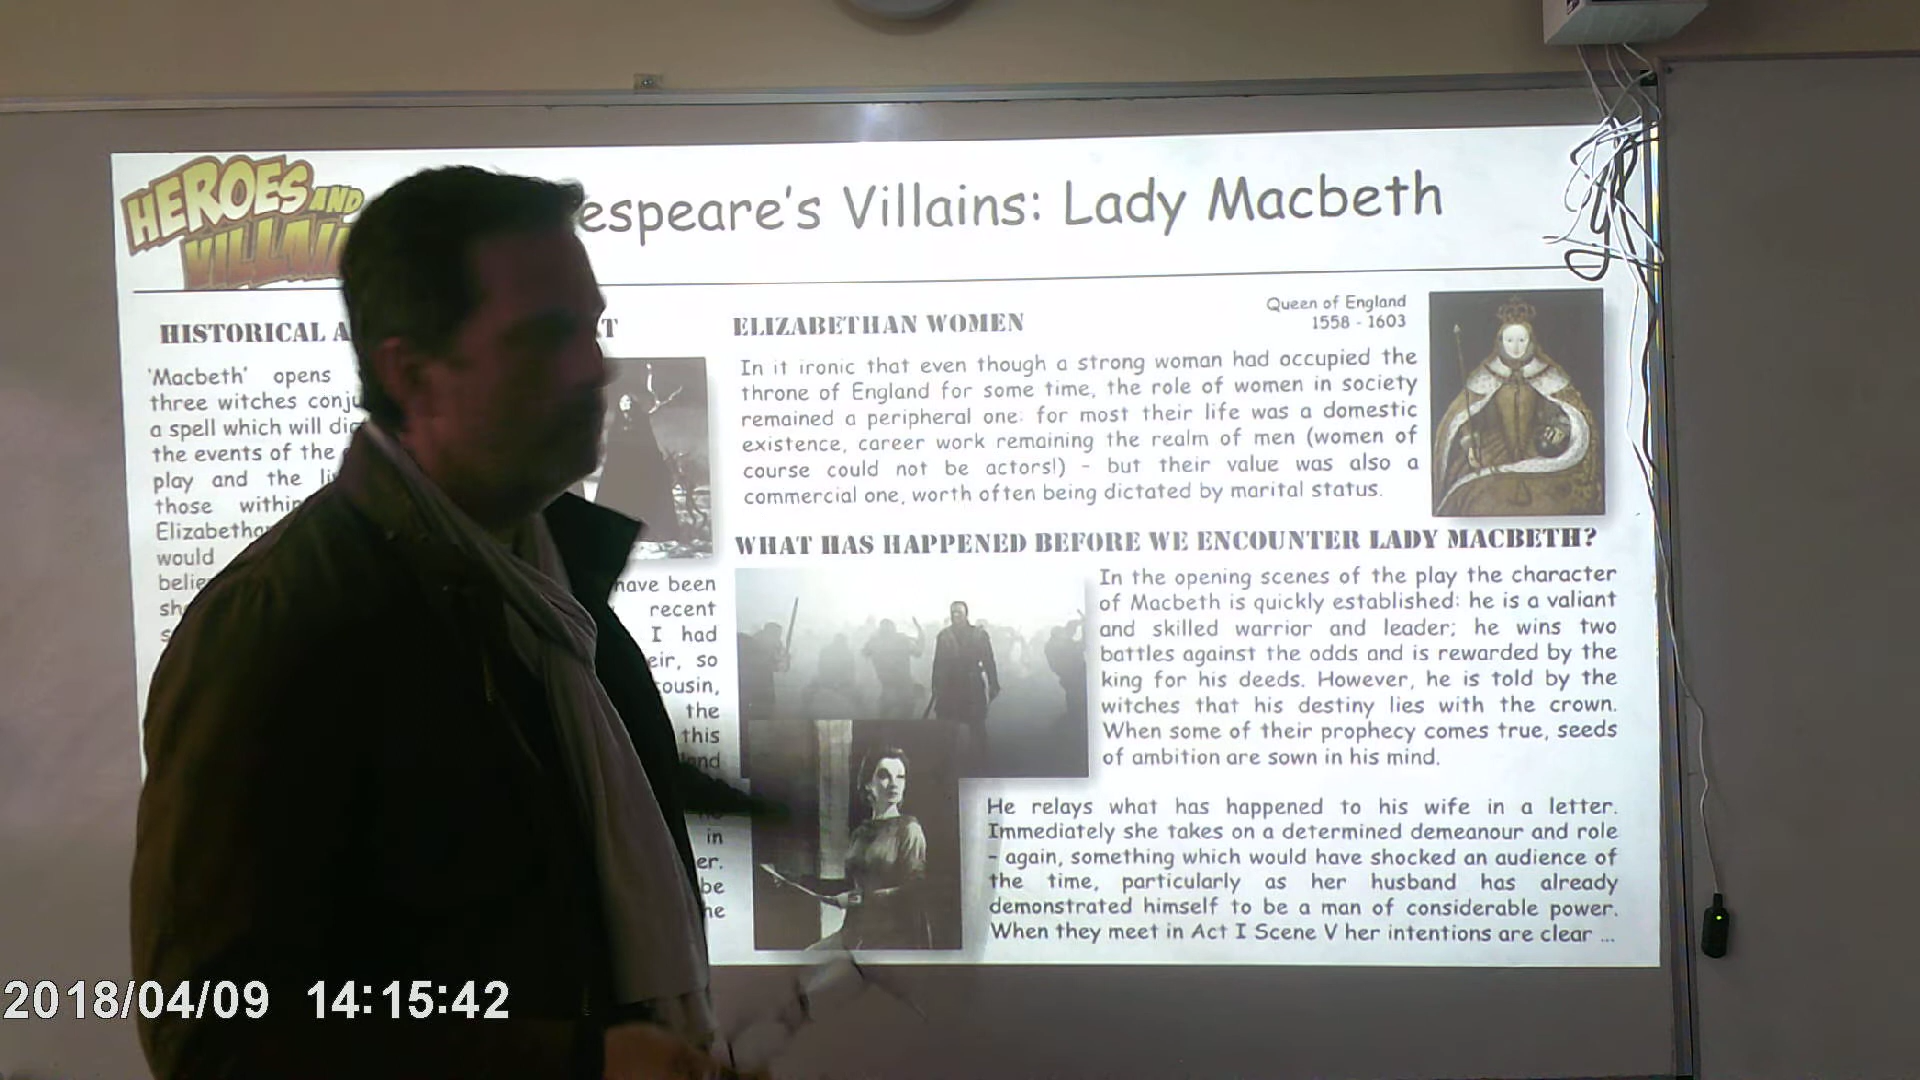 HEROES AND
espeare's Villains: Lady Macbeth
HISTORICAL
'Macbeth' opens
three witches
a spell which will
the events of the
play and the
those within
would
have been
recent
I had
so
the
this
in
be
ELIZABETHAN WOMEN
Queen of England
1558 - 1603
In it ironic that even though a strong woman had occupied the
throne of England for some time, the role of women in society
remained a peripheral one: for most their life was a domestic
existence, career work remaining the realm of men (women of
course could not be actors!) - but their value was also a
commercial one, worth often being dictated by marital status.
WHAT HAS HAPPENED BEFORE WE ENCOUNTER LADY MACBETH?
In the opening scenes of the play the character
of Macbeth is quickly established: he is a valiant
and skilled warrior and leader; he wins two
battles against the odds and is rewarded by the
king for his deeds. However, he is told by the
witches that his destiny lies with the crown.
When some of their prophecy comes true, seeds
of ambition are sown in his mind.
He relays what has happened to his wife in a letter.
Immediately she takes on a determined demeanour and role
- again, something which would have shocked an audience of
the time, particularly as her husband has already
demonstrated himself to be a man of considerable power.
When they meet in Act I Scene V her intentions are clear ...
2018/04/09 14:15:42